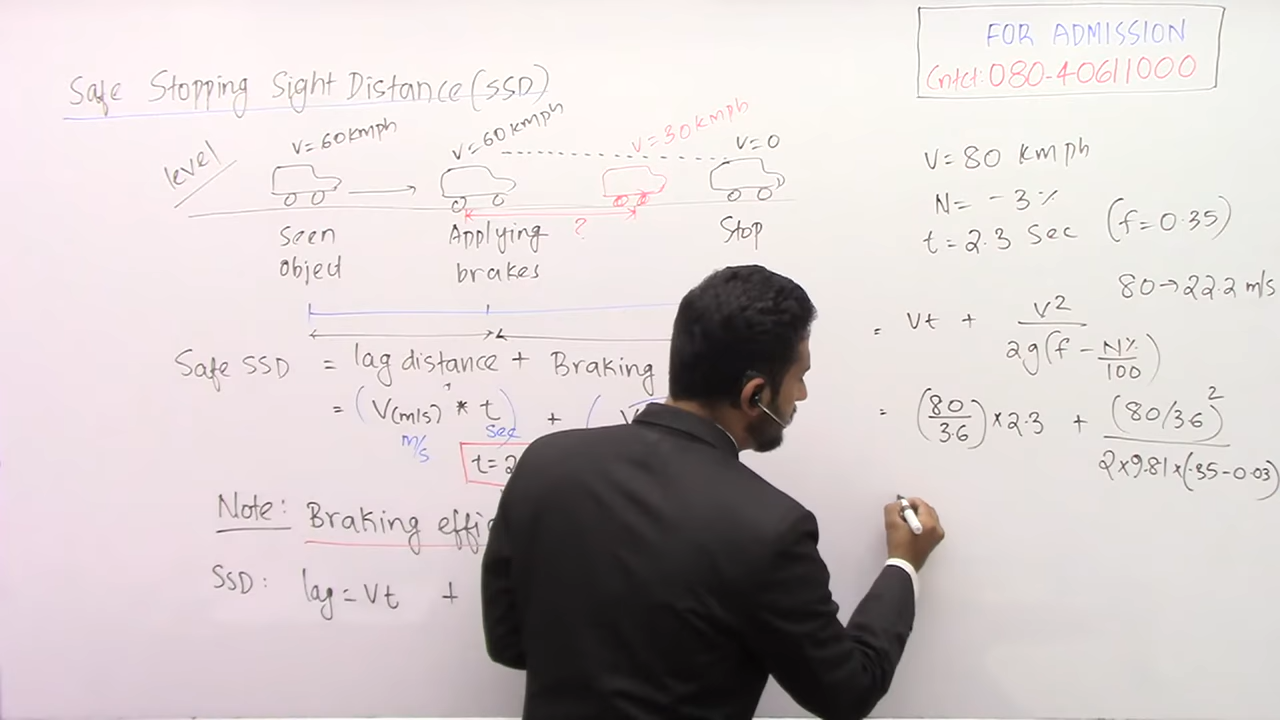 FOR ADMISSION
Cntct: 080-40611000
Safe Stopping Sight Distance (SSD)
level
V=60kmph
V=60kmph
V=30kmph
V=0
?
Seen
object
Applying
brakes
Stop
Safe SSD = lag distance + Braking
= (V(m/s) * t) + (V
m/s sec
t=2
Note: Braking effi
SSD: lag = Vt +
V=80 kmph
N= -3%
t=2.3 Sec (f=0.35)
80→22.2 m/s
= Vt + V²/2g(f - N%/100)
= (80/3.6)×2.3 + (80/3.6)²/2×9.81×(.35-0.03)